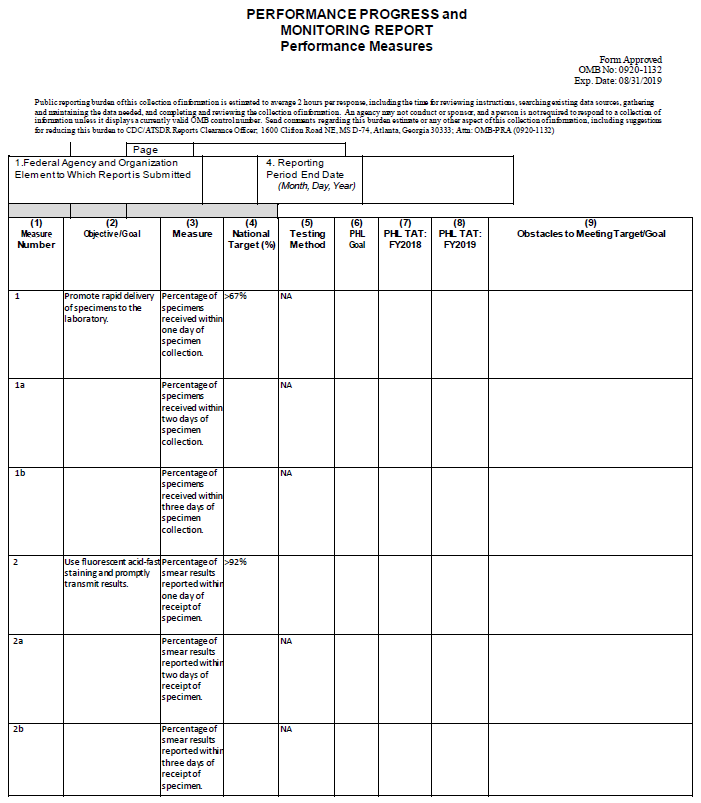 PERFORMANCE PROGRESS and
MONITORING REPORT
Performance Measures
Form Approved
OMB No: 0920-1132
Exp. Date: 08/31/2019
Public reporting burden of this collection of information is estimated to average 2 hours per response, including the time for reviewing instructions, searching existing data sources, gathering
and maintaining the data needed, and completing and reviewing the collection of information. An agency may not conduct or sponsor, and a person is not required to respond to a collection of
information unless it displays a currently valid OMB control number. Send comments regarding this burden estimate or any other aspect of this collection of information, including suggestions
for reducing this burden to CDC/ATSDR Reports Clearance Officer, 1600 Clifton Road NE, MS D-74, Atlanta, Georgia 30333; Attn: OMB-PRA (0920-1132)
Page
1.Federal Agency and Organization
Element to Which Report is Submitted
4. Reporting
Period End Date
(Month, Day, Year)
(1)
Measure
Number
(2)
Objective/Goal
(3)
Measure
(4)
National
Target (%)
(5)
Testing
Method
(6)
PHL
Goal
(7)
PHL TAT:
FY2018
(8)
PHL TAT:
FY2019
(9)
Obstacles to Meeting Target/Goal
1
Promote rapid delivery
of specimens to the
laboratory.
Percentage of
specimens
received within
one day of
specimen
collection.
>67%
NA
1a
Percentage of
specimens
received within
two days of
specimen
collection.
NA
1b
Percentage of
specimens
received within
three days of
specimen
collection.
NA
2
Use fluorescent acid-fast
staining and promptly
transmit results.
Percentage of
smear results
reported within
one day of
receipt of
specimen.
>92%
2a
Percentage of
smear results
reported within
two days of
receipt of
specimen.
NA
2b
Percentage of
smear results
reported within
three days of
receipt of
specimen.
NA